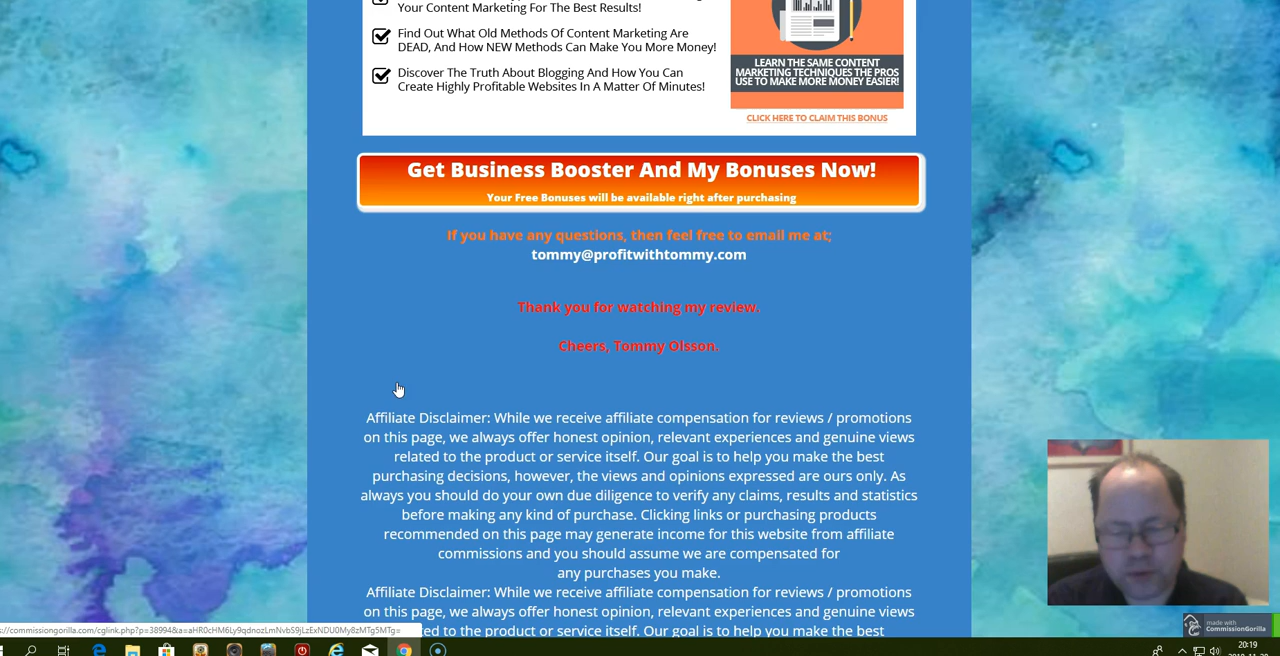 Your Content Marketing For The Best Results!
Find Out What Old Methods Of Content Marketing Are
DEAD, And How NEW Methods Can Make You More Money!
Discover The Truth About Blogging And How You Can
Create Highly Profitable Websites In A Matter Of Minutes!
LEARN THE SAME CONTENT
MARKETING TECHNIQUES THE PROS
USE TO MAKE MORE MONEY EASIER!
CLICK HERE TO CLAIM THIS BONUS
Get Business Booster And My Bonuses Now!
Your Free Bonuses will be available right after purchasing
If you have any questions, then feel free to email me at;
tommy@profitwithtommy.com
Thank you for watching my review.
Cheers, Tommy Olsson.
Affiliate Disclaimer: While we receive affiliate compensation for reviews / promotions
on this page, we always offer honest opinion, relevant experiences and genuine views
related to the product or service itself. Our goal is to help you make the best
purchasing decisions, however, the views and opinions expressed are ours only. As
always you should do your own due diligence to verify any claims, results and statistics
before making any kind of purchase. Clicking links or purchasing products
recommended on this page may generate income for this website from affiliate
commissions and you should assume we are compensated for
any purchases you make.
Affiliate Disclaimer: While we receive affiliate compensation for reviews / promotions
on this page, we always offer honest opinion, relevant experiences and genuine views
to the product or service itself. Our goal is to help you make the best
made with
CommissionGorilla
20:19